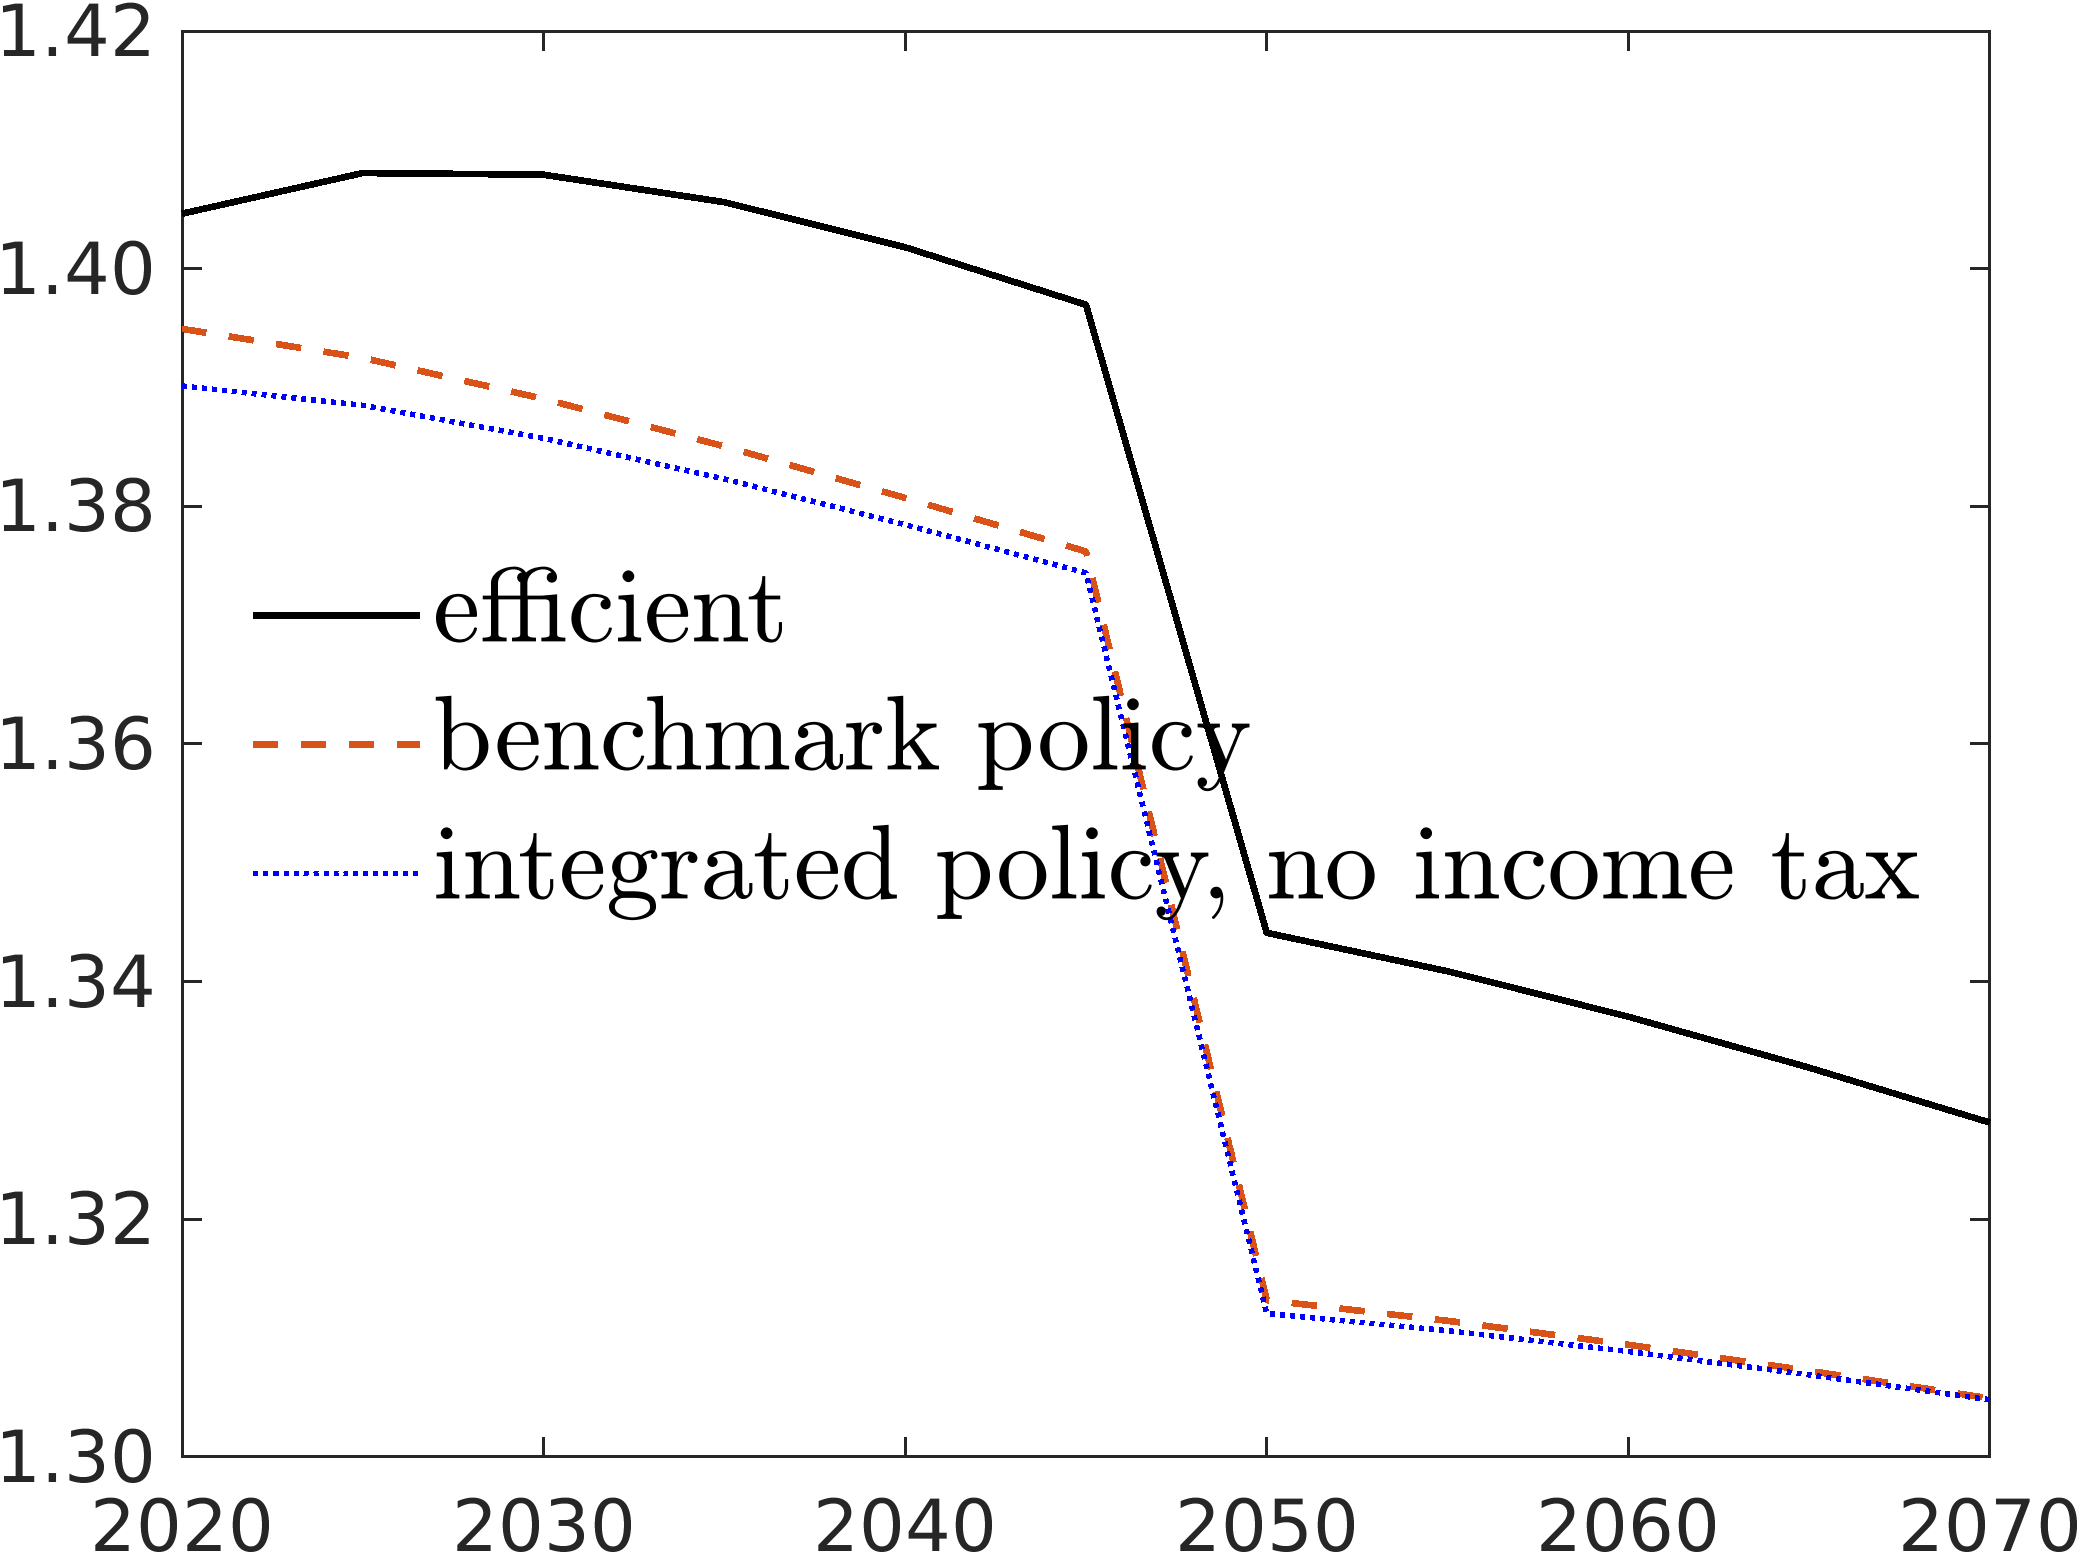 1.42
1.40
1.38
1.36
1.34
1.32
1.30
efficient
benchmark policy
integrated policy, no income tax
2020 2030 2040 2050 2060 2070